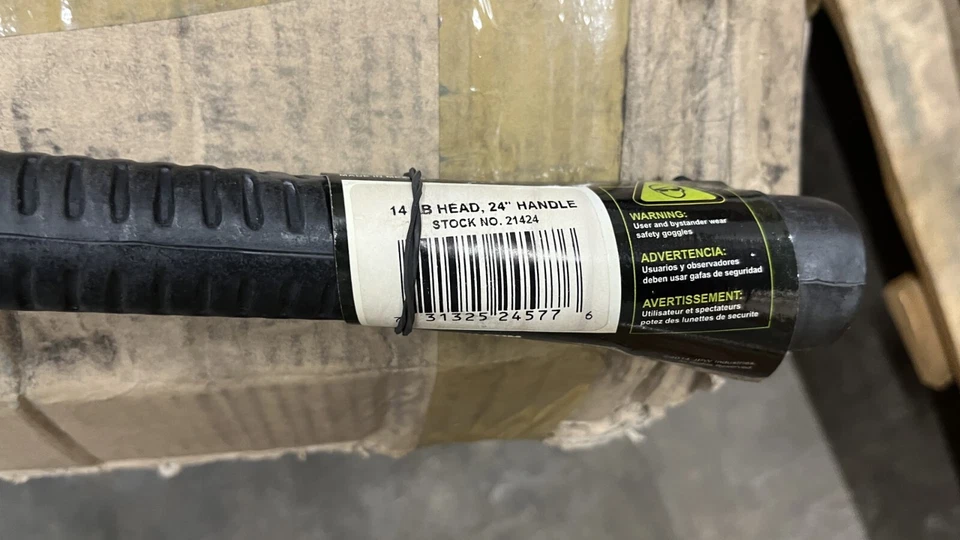 14 B HEAD, 24" HANDLE
STOCK NO. 21424
7 31325 24577 6
WARNING:
User and bystander wear
safety goggles
ADVERTENCIA:
Usuarios y observadores
deben usar gafas de seguridad
AVERTISSEMENT:
Utilisateur et spectateurs
potez des lunettes de securite